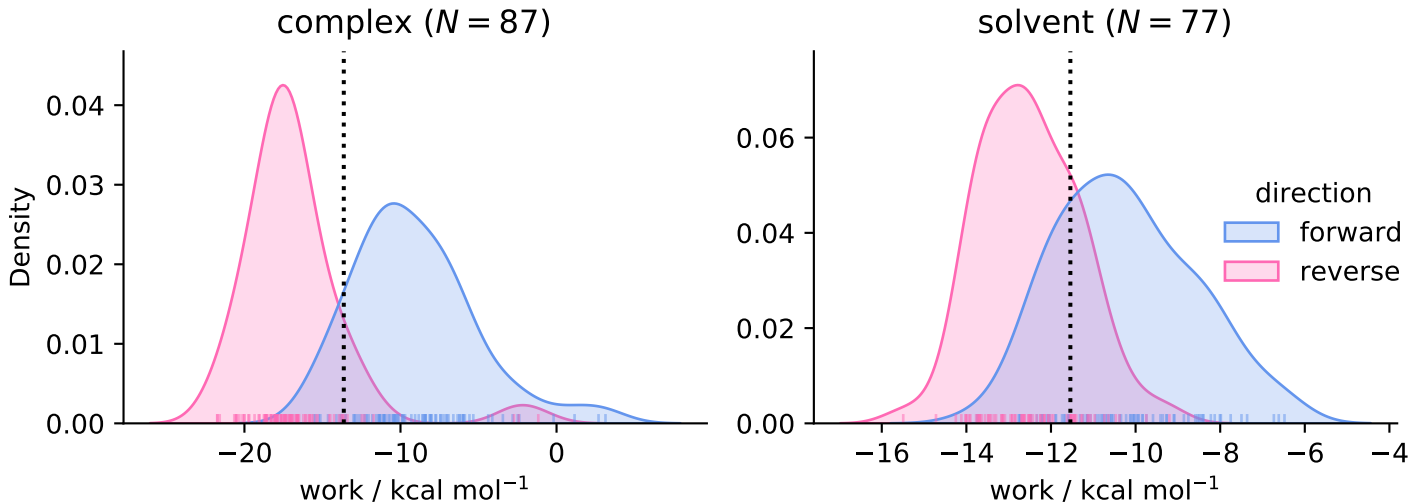 complex (N = 87)
Density
0.04
0.03
0.02
0.01
0.00
−20
−10
0
work / kcal mol⁻¹
solvent (N = 77)
0.06
0.04
0.02
0.00
−16
−14
−12
−10
−8
−6
−4
work / kcal mol⁻¹
direction
forward
reverse